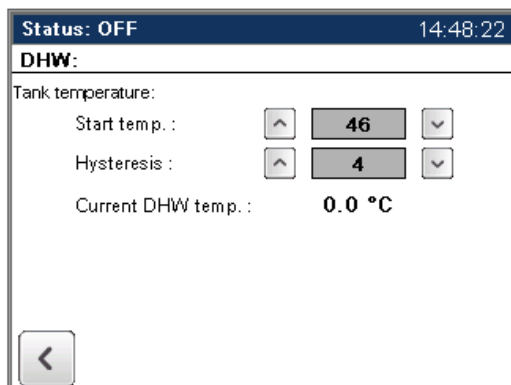 Status: OFF 14:48:22
DHW:
Tank temperature:
Start temp. : 46
Hysteresis : 4
Current DHW temp. : 0.0 °C